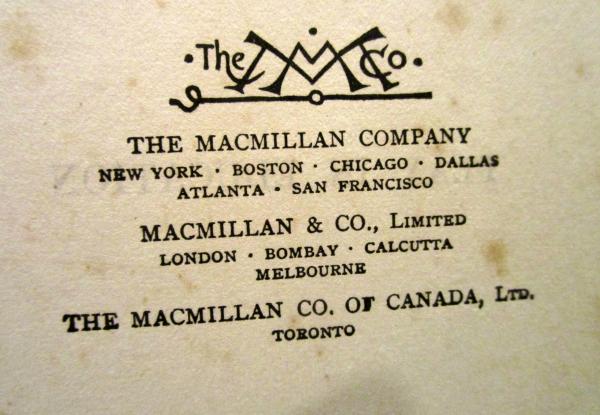 ·The MM Co.
THE MACMILLAN COMPANY
NEW YORK · BOSTON · CHICAGO · DALLAS
ATLANTA · SAN FRANCISCO
MACMILLAN & CO., LIMITED
LONDON · BOMBAY · CALCUTTA
MELBOURNE
THE MACMILLAN CO. OF CANADA, LTD.
TORONTO